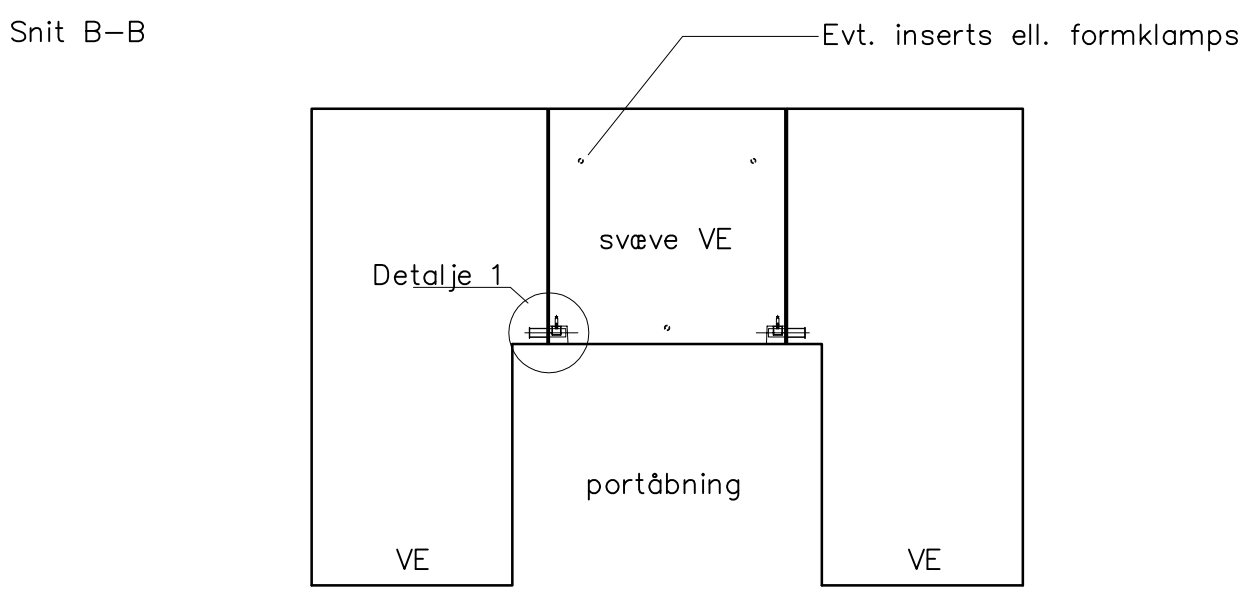 Snit B–B
Evt. inserts ell. formklamps
svæve VE
Detalje 1
portåbning
VE
VE